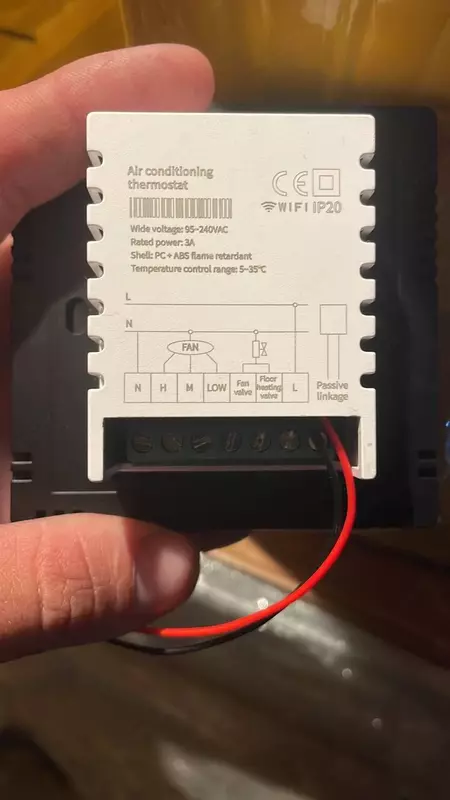 Air conditioning
thermostat
CE
WIFI IP20
Wide voltage: 95~240VAC
Rated power: 3A
Shell: PC + ABS flame retardant
Temperature control range: 5~35℃
L
N
FAN
N H M LOW Fan valve Floor heating valve L
Passive
linkage